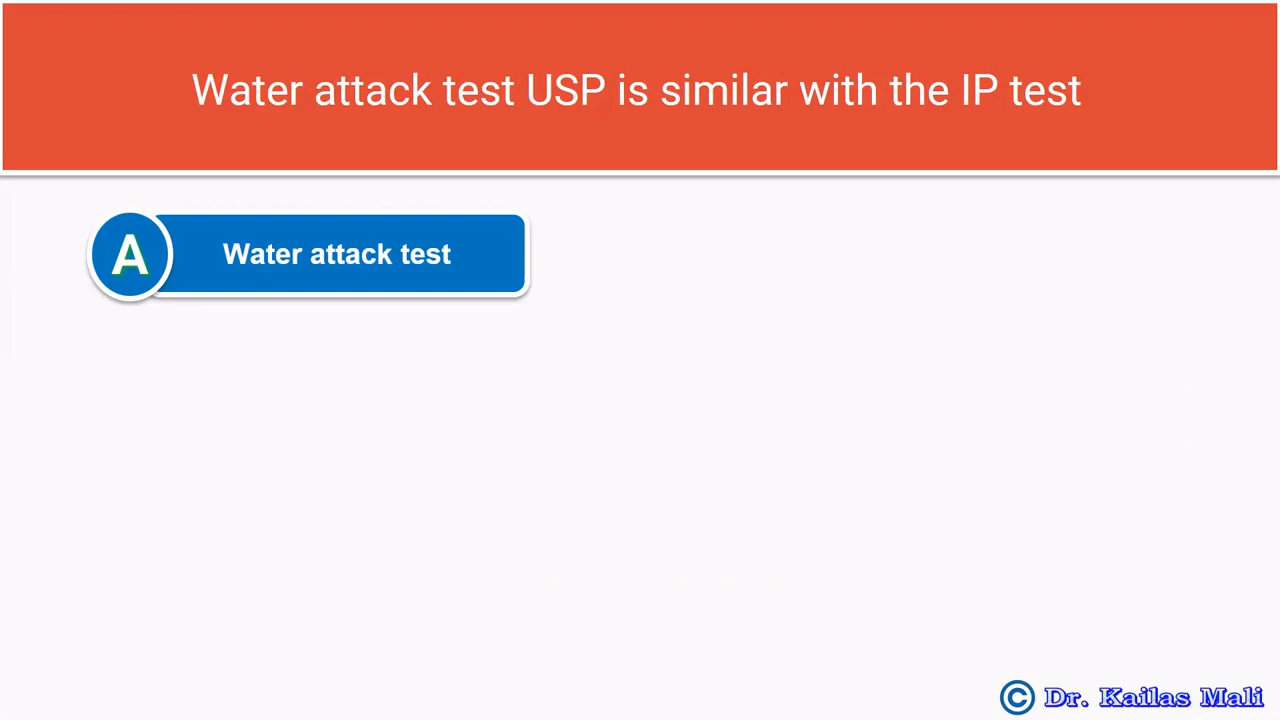 Water attack test USP is similar with the IP test
A
Water attack test
© Dr. Kailas Mali